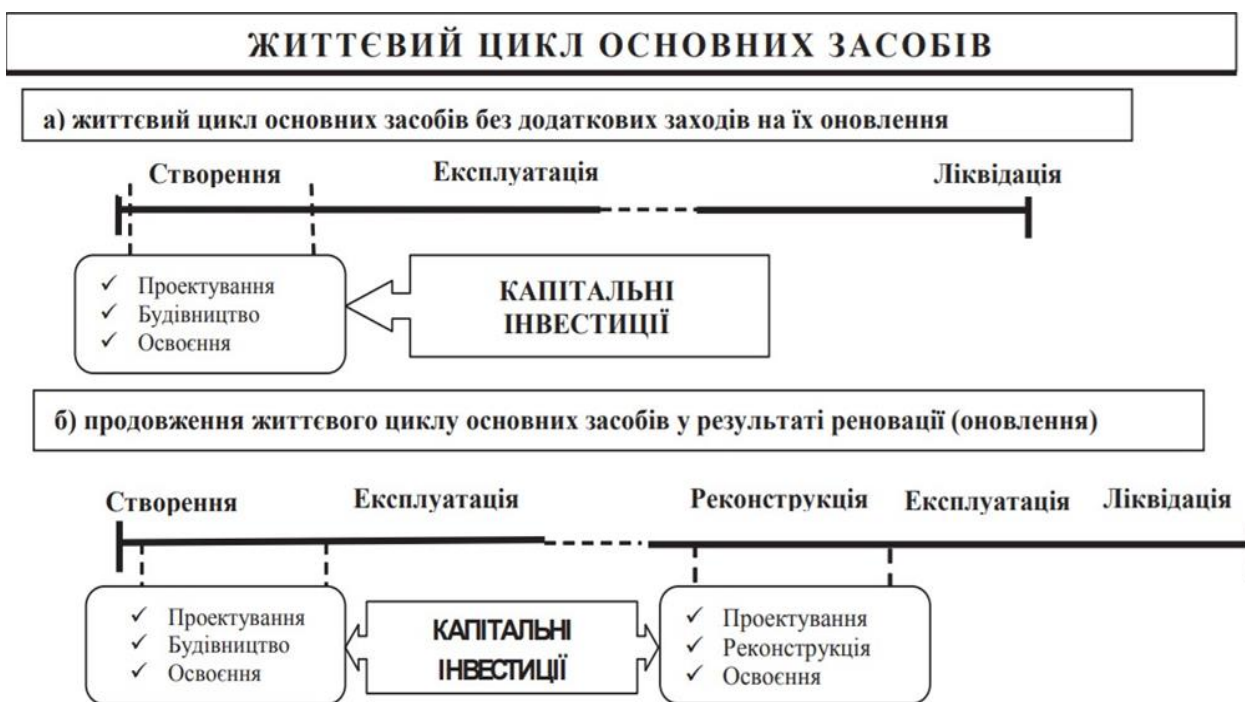 ЖИТТЄВИЙ ЦИКЛ ОСНОВНИХ ЗАСОБІВ
а) життєвий цикл основних засобів без додаткових заходів на їх оновлення
Створення Експлуатація Ліквідація
✓ Проектування
✓ Будівництво
✓ Освоєння
КАПІТАЛЬНІ
ІНВЕСТИЦІЇ
б) продовження життєвого циклу основних засобів у результаті реновації (оновлення)
Створення Експлуатація Реконструкція Експлуатація Ліквідація
✓ Проектування
✓ Будівництво
✓ Освоєння
КАПІТАЛЬНІ
ІНВЕСТИЦІЇ
✓ Проектування
✓ Реконструкція
✓ Освоєння